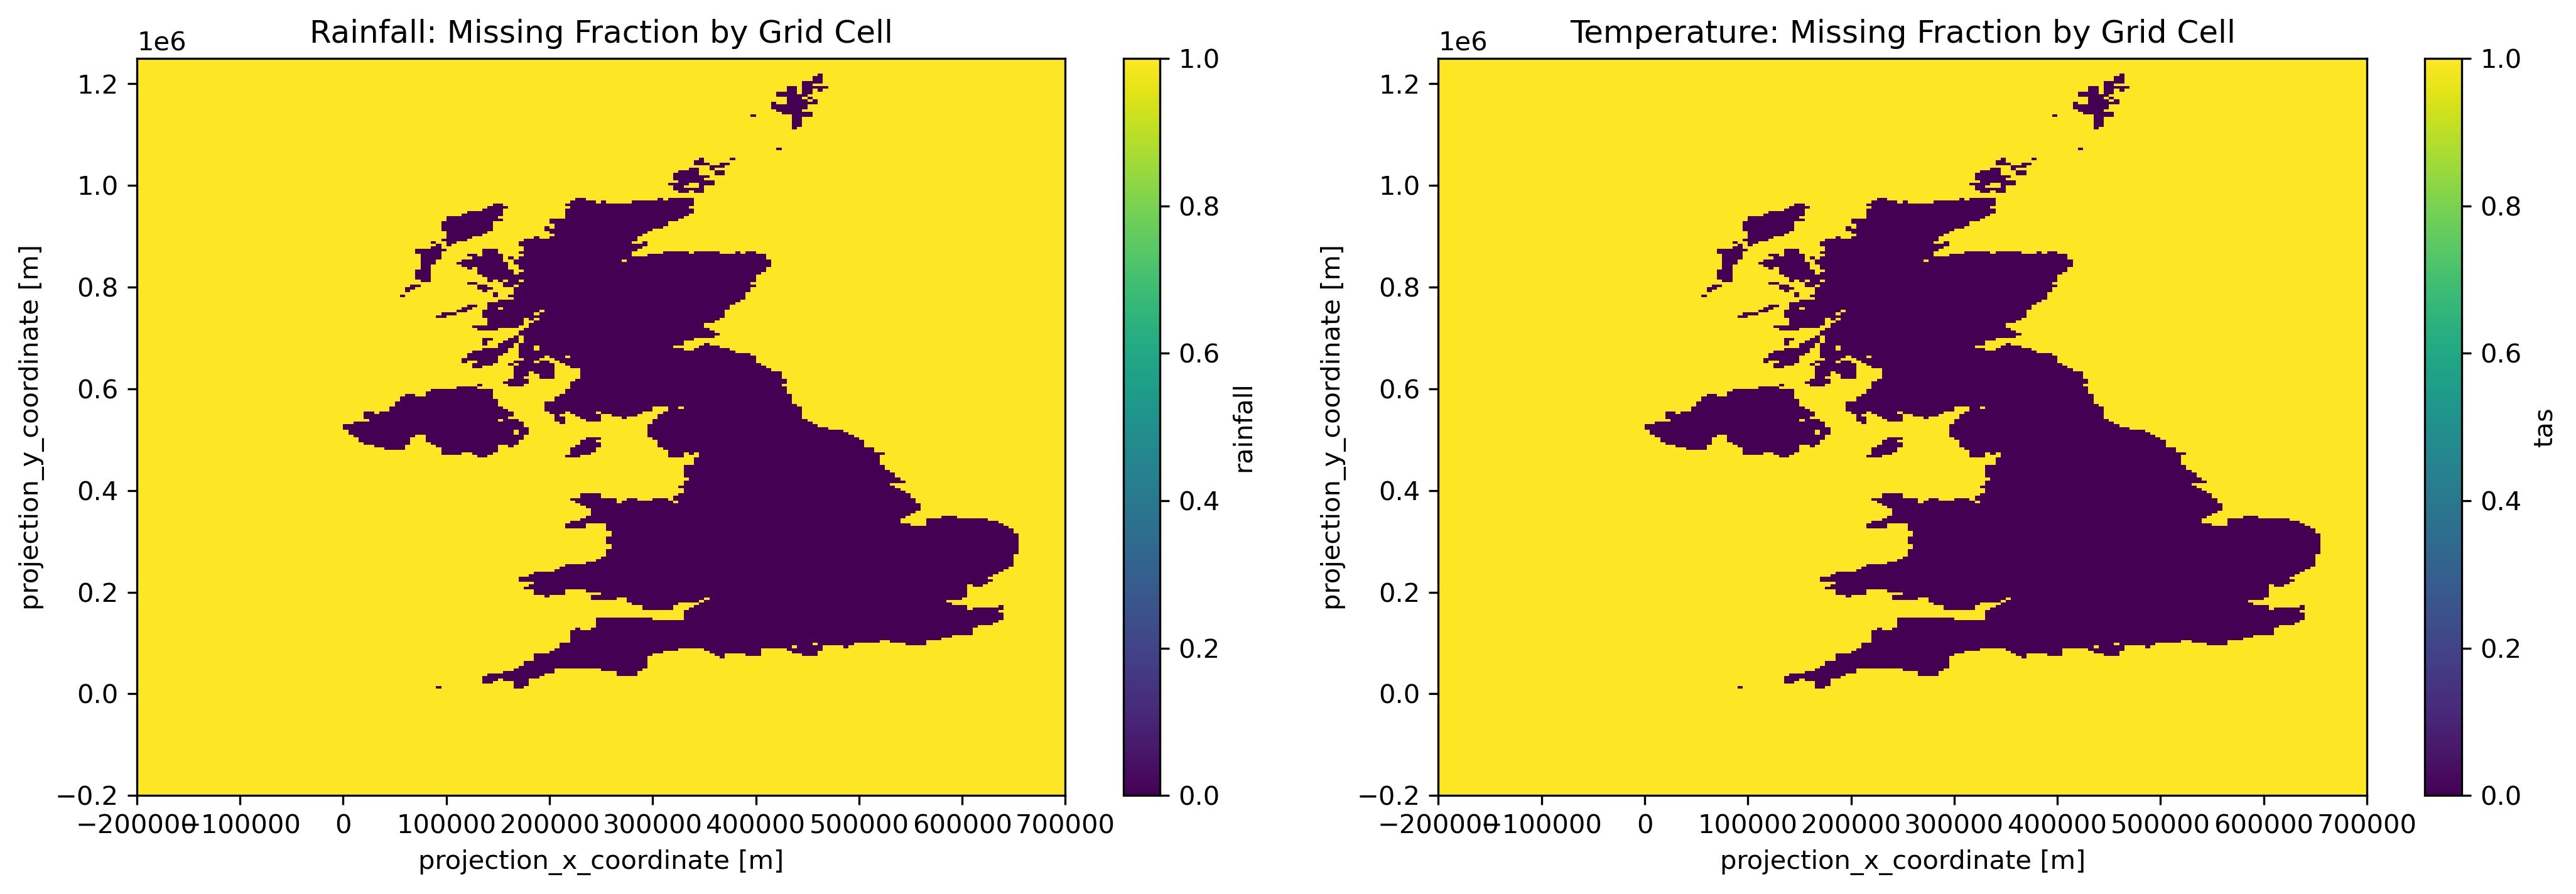 Rainfall: Missing Fraction by Grid Cell
1e6
1.2
1.0
0.8
0.6
0.4
0.2
0.0
−0.2
projection_y_coordinate [m]
−200000 −100000 0 100000 200000 300000 400000 500000 600000 700000
projection_x_coordinate [m]
1.0
0.8
0.6
0.4
0.2
0.0
rainfall
Temperature: Missing Fraction by Grid Cell
1e6
1.2
1.0
0.8
0.6
0.4
0.2
0.0
−0.2
projection_y_coordinate [m]
−200000 −100000 0 100000 200000 300000 400000 500000 600000 700000
projection_x_coordinate [m]
1.0
0.8
0.6
0.4
0.2
0.0
tas